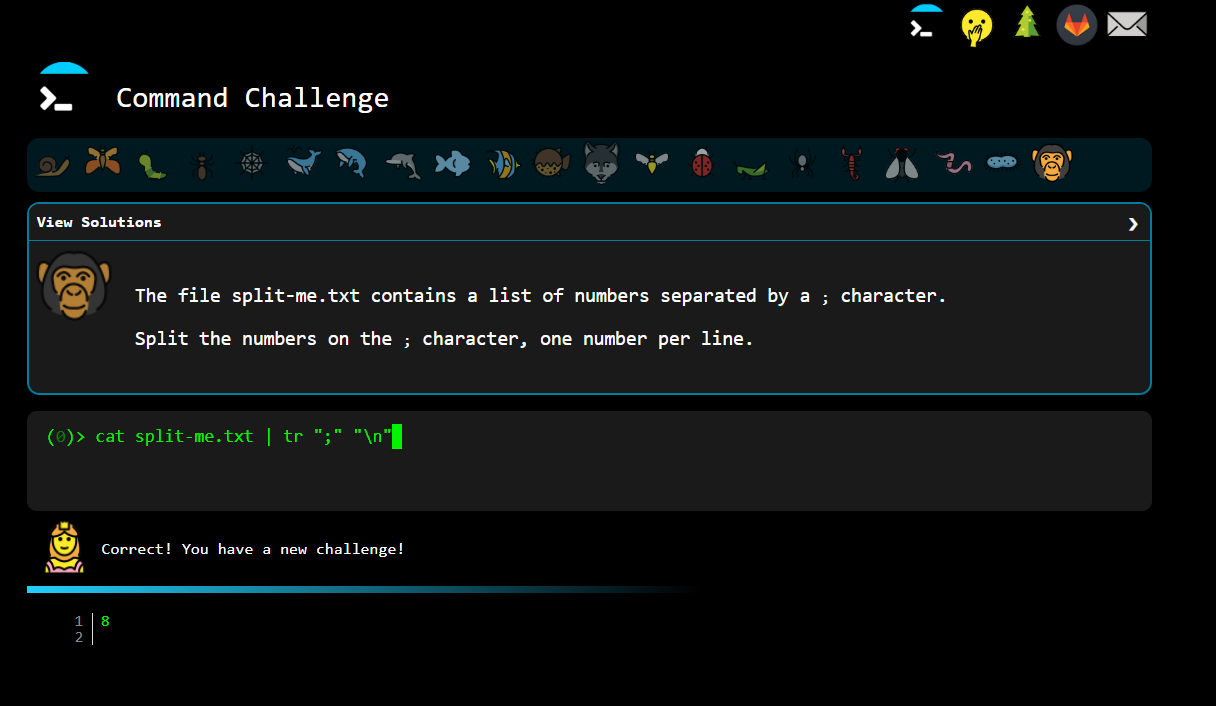 Command Challenge
View Solutions
The file split-me.txt contains a list of numbers separated by a ; character.
Split the numbers on the ; character, one number per line.
(0)> cat split-me.txt | tr ";" "\n"
Correct! You have a new challenge!
1 8
2